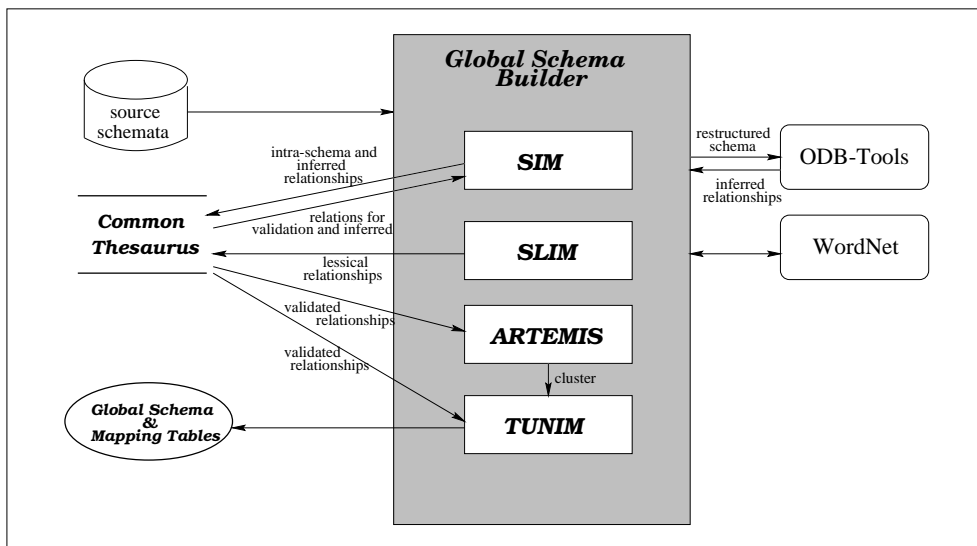 Global Schema
Builder
source
schemata
intra-schema and
inferred
relationships
SIM
restructured
schema
ODB-Tools
inferred
relationships
Common
Thesaurus
relations for
validation and inferred
SLIM
WordNet
lessical
relationships
validated
relationships
ARTEMIS
validated
relationships
cluster
Global Schema
&
Mapping Tables
TUNIM